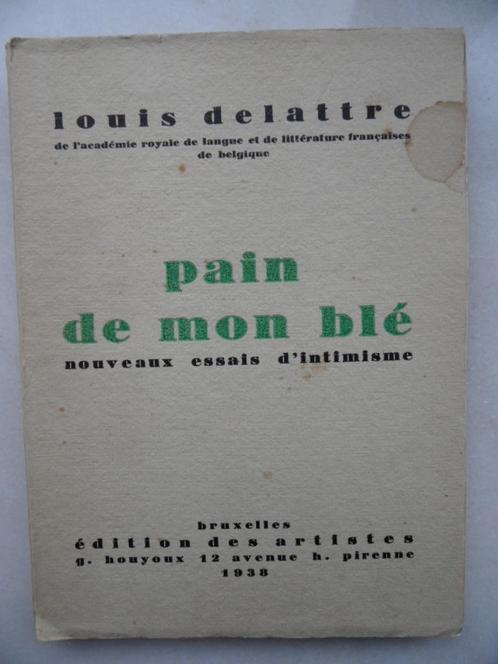 louis delattre
de l'académie royale de langue et de littérature françaises
de belgique
pain
de mon blé
nouveaux essais d'intimisme
bruxelles
édition des artistes
g. houyoux 12 avenue h. pirenne
1938